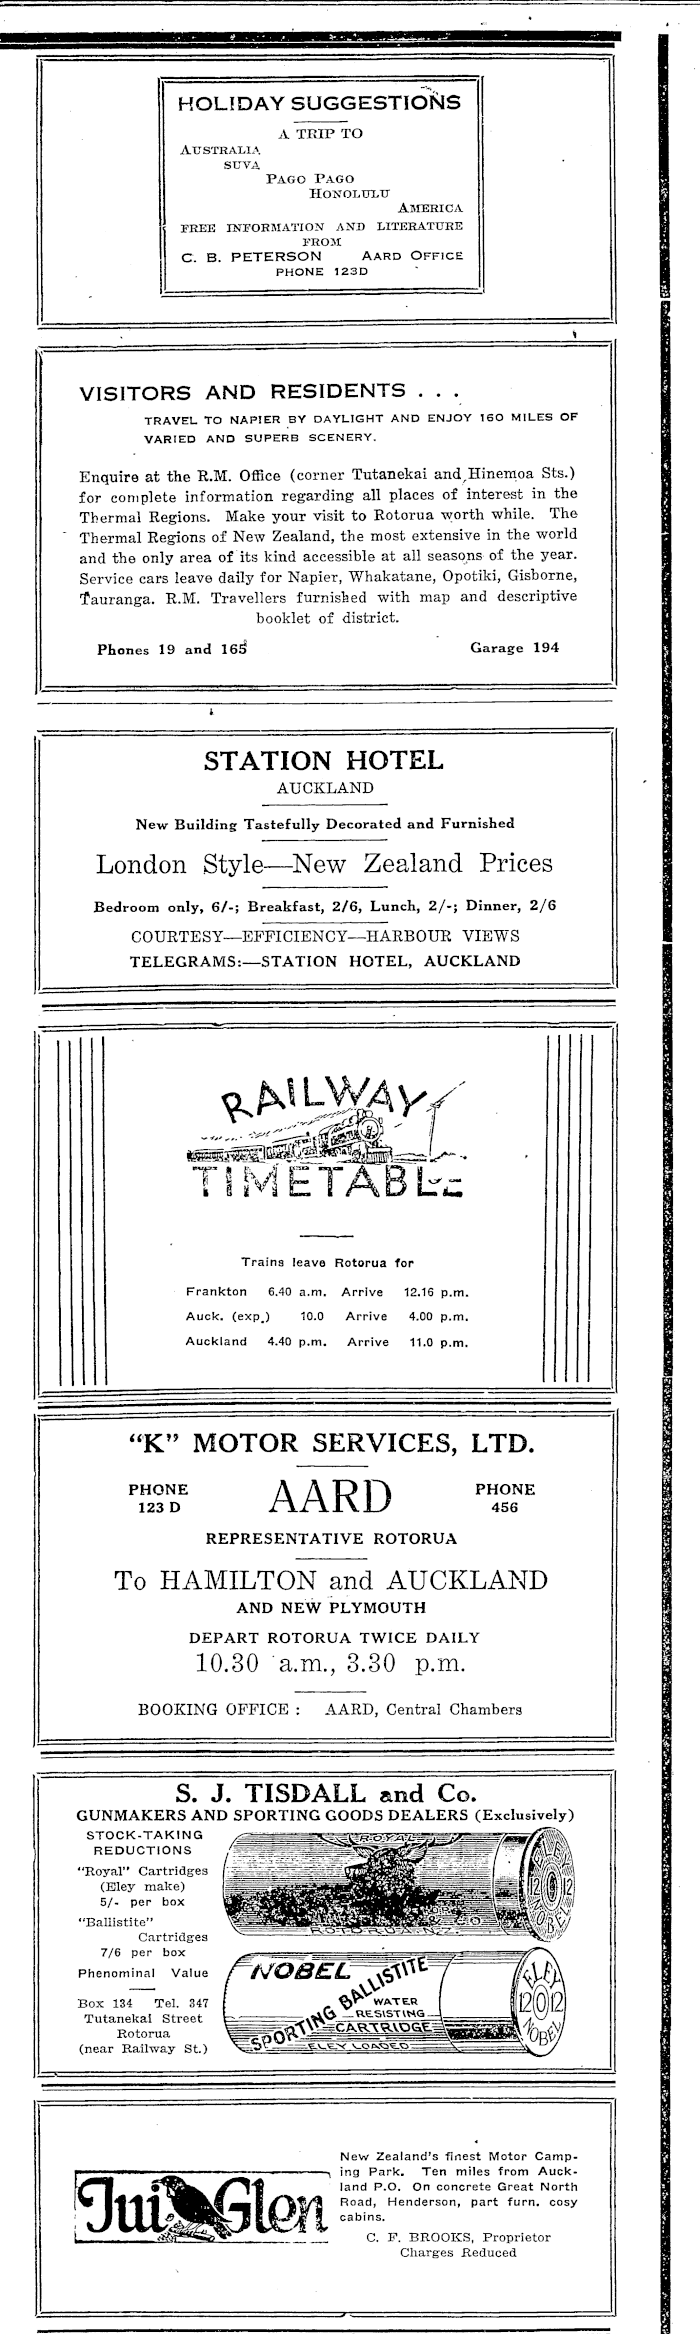 HOLIDAY SUGGESTIONS
A TRIP TO
AUSTRALIA
SUVA
PAGO PAGO
HONOLULU
AMERICA
FREE INFORMATION AND LITERATURE
FROM
C. B. PETERSON AARD OFFICE
PHONE 123D
VISITORS AND RESIDENTS . . .
TRAVEL TO NAPIER BY DAYLIGHT AND ENJOY 160 MILES OF
VARIED AND SUPERB SCENERY.
Enquire at the R.M. Office (corner Tutanekai and Hinemoa Sts.)
for complete information regarding all places of interest in the
Thermal Regions. Make your visit to Rotorua worth while. The
Thermal Regions of New Zealand, the most extensive in the world
and the only area of its kind accessible at all seasons of the year.
Service cars leave daily for Napier, Whakatane, Opotiki, Gisborne,
Tauranga. R.M. Travellers furnished with map and descriptive
booklet of district.
Phones 19 and 165 Garage 194
STATION HOTEL
AUCKLAND
New Building Tastefully Decorated and Furnished
London Style—New Zealand Prices
Bedroom only, 6/-; Breakfast, 2/6, Lunch, 2/-; Dinner, 2/6
COURTESY—EFFICIENCY—HARBOUR VIEWS
TELEGRAMS:—STATION HOTEL, AUCKLAND
RAILWAY
TIMETABLE
Trains leave Rotorua for
Frankton 6.40 a.m. Arrive 12.16 p.m.
Auck. (exp.) 10.0 Arrive 4.00 p.m.
Auckland 4.40 p.m. Arrive 11.0 p.m.
"K" MOTOR SERVICES, LTD.
PHONE 123 D AARD PHONE 456
REPRESENTATIVE ROTORUA
To HAMILTON and AUCKLAND
AND NEW PLYMOUTH
DEPART ROTORUA TWICE DAILY
10.30 a.m., 3.30 p.m.
BOOKING OFFICE : AARD, Central Chambers
S. J. TISDALL and Co.
GUNMAKERS AND SPORTING GOODS DEALERS (Exclusively)
STOCK-TAKING
REDUCTIONS
"Royal" Cartridges
(Eley make)
5/- per box
"Ballistite"
Cartridges
7/6 per box
Phenominal Value
Box 134 Tel. 347
Tutanekai Street
Rotorua
(near Railway St.)
ROYAL
& CO
ROTORUA. N.Z.
ELEY
12 12
NOBEL
NOBEL
SPORTING BALLISTITE
WATER
RESISTING
CARTRIDGE
ELEY LOADED
ELEY
12 12
NOBEL
Tui Glen
New Zealand's finest Motor Camp-
ing Park. Ten miles from Auck-
land P.O. On concrete Great North
Road, Henderson, part furn. cosy
cabins.
C. F. BROOKS, Proprietor
Charges Reduced